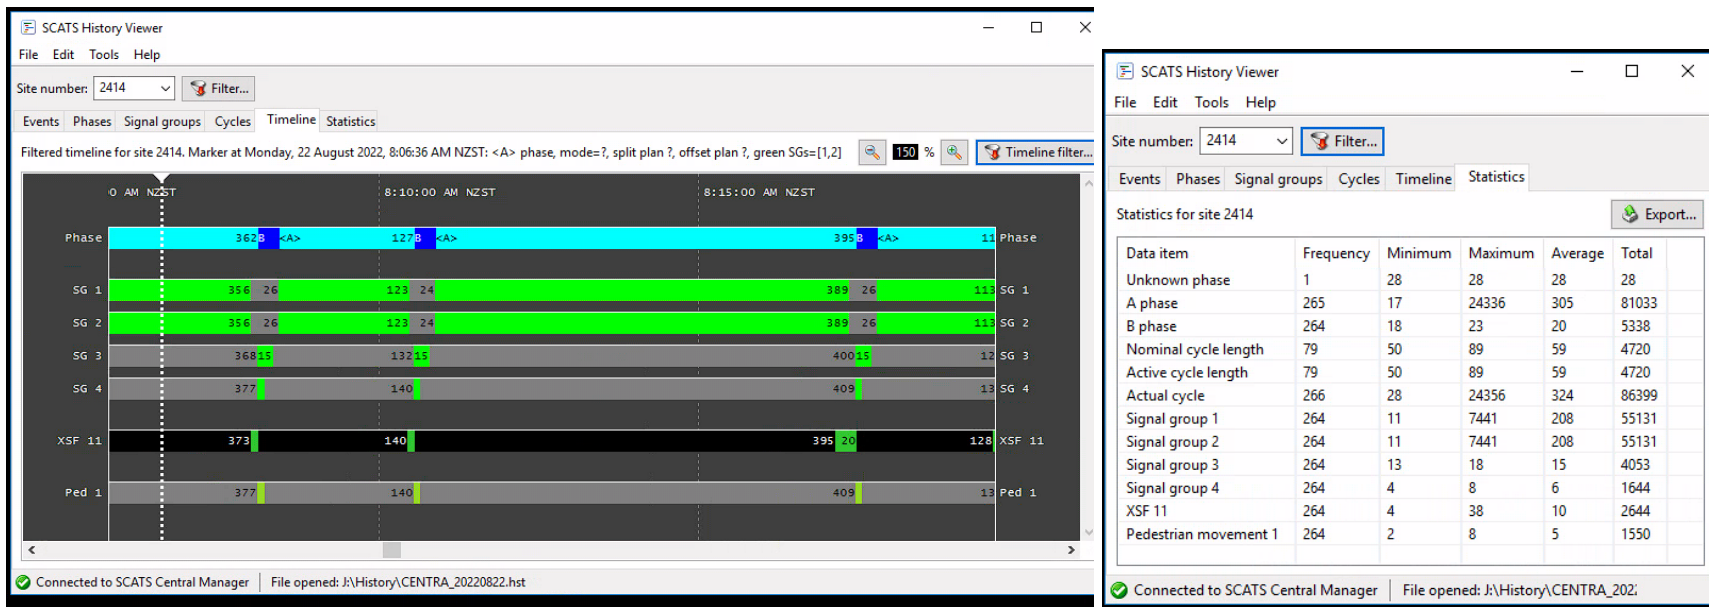 SCATS History Viewer
File Edit Tools Help
Site number: 2414 Filter...
Events Phases Signal groups Cycles Timeline Statistics
Filtered timeline for site 2414. Marker at Monday, 22 August 2022, 8:06:36 AM NZST: <A> phase, mode=?, split plan ?, offset plan ?, green SGs=[1,2] 150 % Timeline filter...
0 AM NZST 8:10:00 AM NZST 8:15:00 AM NZST
Phase 362 B <A> 127 B <A> 395 B <A> 11 Phase
SG 1 356 26 123 24 389 26 113 SG 1
SG 2 356 26 123 24 389 26 113 SG 2
SG 3 368 15 132 15 400 15 12 SG 3
SG 4 377 140 409 13 SG 4
XSF 11 373 140 395 20 128 XSF 11
Ped 1 377 140 409 13 Ped 1
Connected to SCATS Central Manager File opened: J:\History\CENTRA_20220822.hst
SCATS History Viewer
File Edit Tools Help
Site number: 2414 Filter...
Events Phases Signal groups Cycles Timeline Statistics
Statistics for site 2414 Export...
Data item Frequency Minimum Maximum Average Total
Unknown phase 1 28 28 28 28
A phase 265 17 24336 305 81033
B phase 264 18 23 20 5338
Nominal cycle length 79 50 89 59 4720
Active cycle length 79 50 89 59 4720
Actual cycle 266 28 24356 324 86399
Signal group 1 264 11 7441 208 55131
Signal group 2 264 11 7441 208 55131
Signal group 3 264 13 18 15 4053
Signal group 4 264 4 8 6 1644
XSF 11 264 4 38 10 2644
Pedestrian movement 1 264 2 8 5 1550
Connected to SCATS Central Manager File opened: J:\History\CENTRA_202